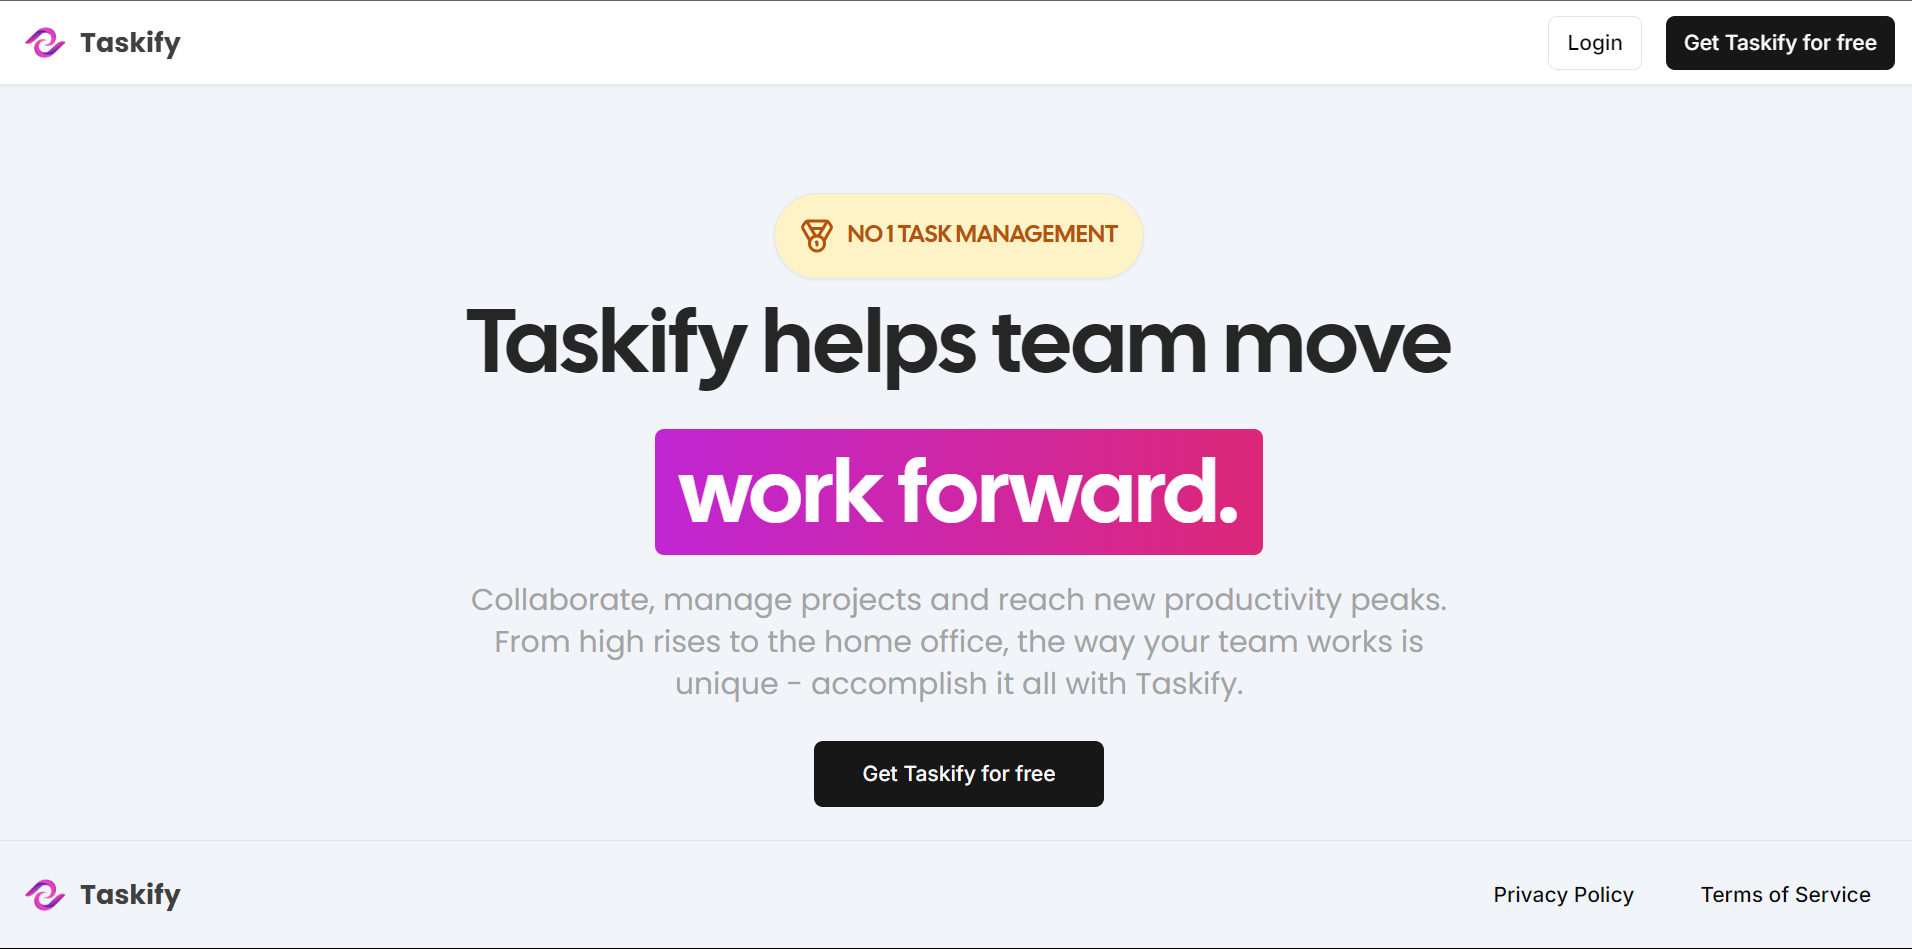 Taskify
Login
Get Taskify for free
NO 1 TASK MANAGEMENT
Taskify helps team move
work forward.
Collaborate, manage projects and reach new productivity peaks.
From high rises to the home office, the way your team works is
unique - accomplish it all with Taskify.
Get Taskify for free
Taskify
Privacy Policy
Terms of Service